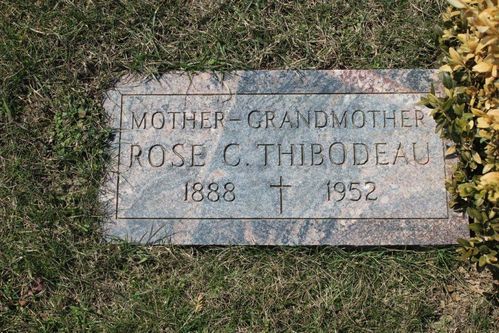 MOTHER-GRANDMOTHER
ROSE C. THIBODEAU
1888 1952